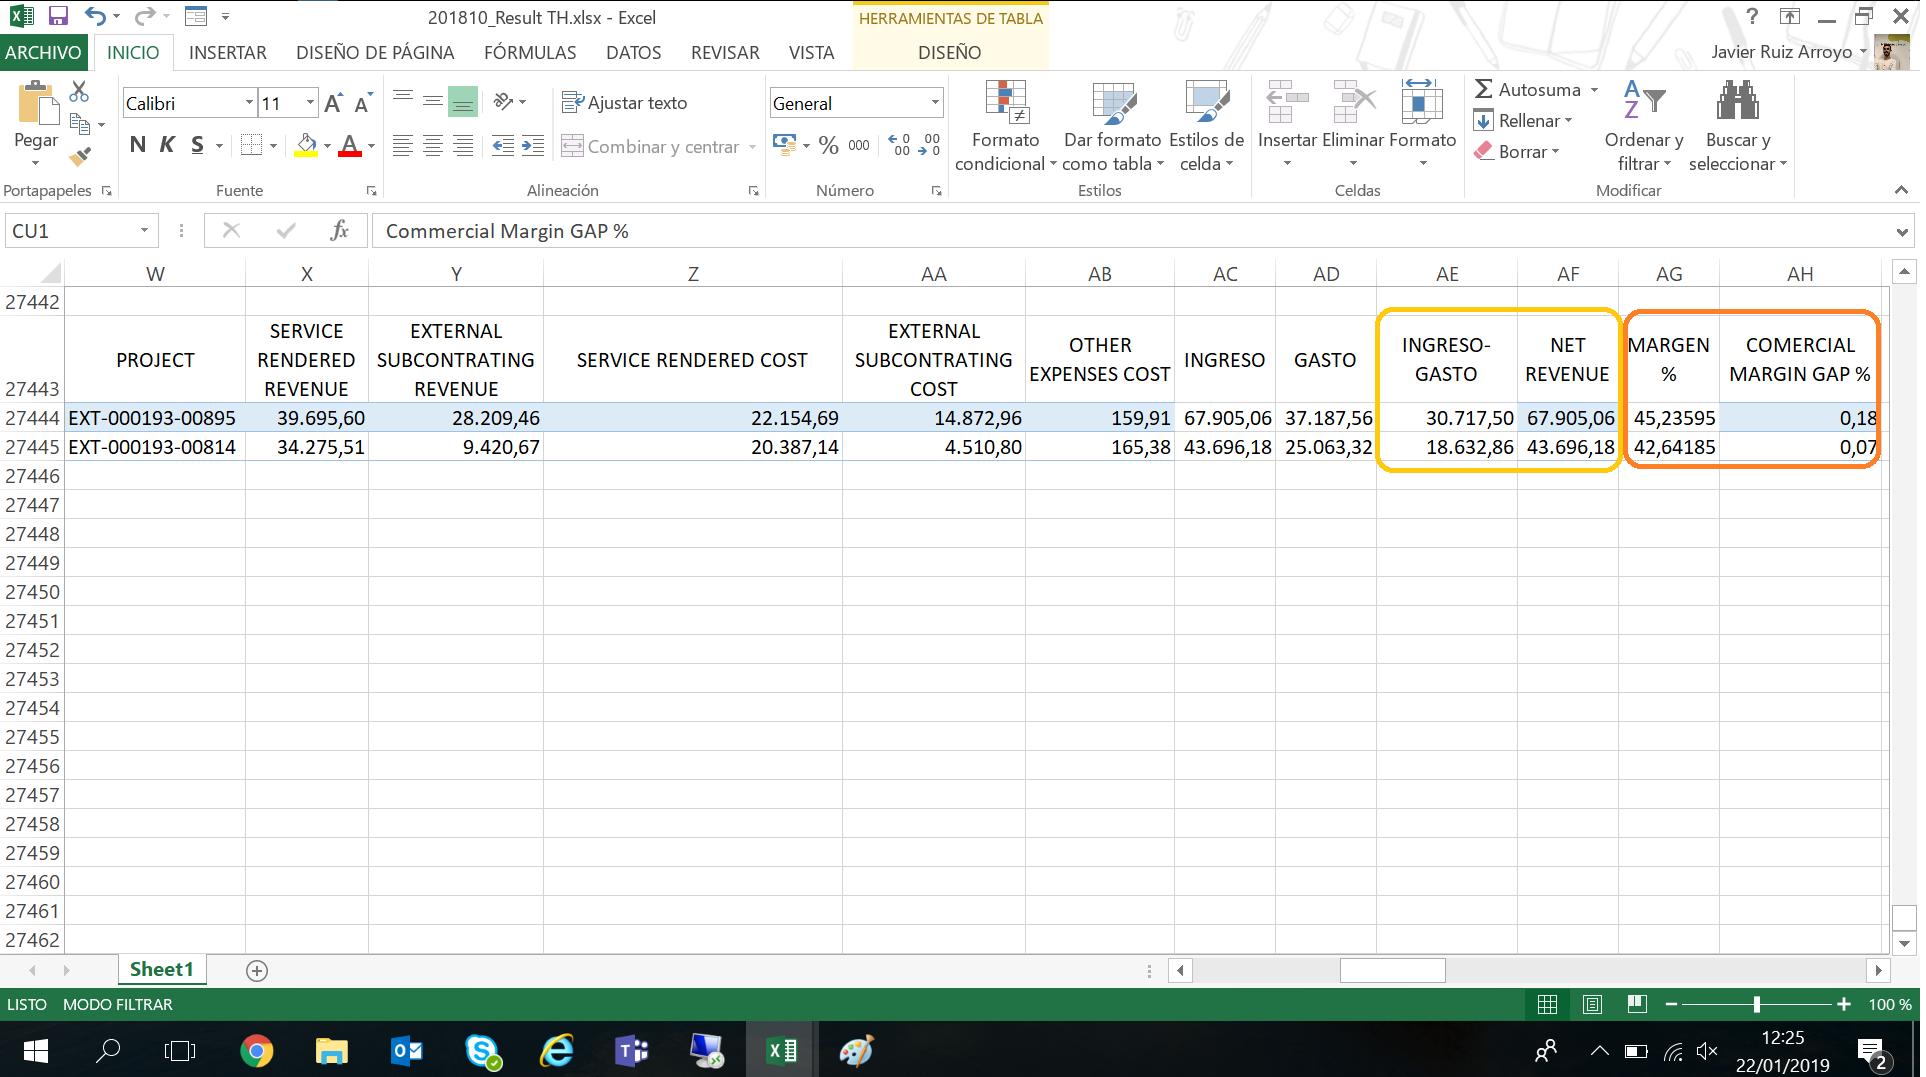 201810_Result TH.xlsx - Excel
HERRAMIENTAS DE TABLA
?
ARCHIVO INICIO INSERTAR DISEÑO DE PÁGINA FÓRMULAS DATOS REVISAR VISTA DISEÑO Javier Ruiz Arroyo
Pegar
Portapapeles
Calibri 11
N K S
Fuente
Ajustar texto
Combinar y centrar
Alineación
General
% 000
Número
Formato condicional
Dar formato como tabla
Estilos de celda
Estilos
Insertar Eliminar Formato
Celdas
Autosuma
Rellenar
Borrar
Ordenar y filtrar
Buscar y seleccionar
Modificar
CU1 fx Commercial Margin GAP %
W X Y Z AA AB AC AD AE AF AG AH
27442
27443 PROJECT SERVICE RENDERED REVENUE EXTERNAL SUBCONTRATING REVENUE SERVICE RENDERED COST EXTERNAL SUBCONTRATING COST OTHER EXPENSES COST INGRESO GASTO INGRESO-GASTO NET REVENUE MARGEN % COMERCIAL MARGIN GAP %
27444 EXT-000193-00895 39.695,60 28.209,46 22.154,69 14.872,96 159,91 67.905,06 37.187,56 30.717,50 67.905,06 45,23595 0,18
27445 EXT-000193-00814 34.275,51 9.420,67 20.387,14 4.510,80 165,38 43.696,18 25.063,32 18.632,86 43.696,18 42,64185 0,07
27446
27447
27448
27449
27450
27451
27452
27453
27454
27455
27456
27457
27458
27459
27460
27461
27462
Sheet1
LISTO MODO FILTRAR 100 %
12:25
22/01/2019
2